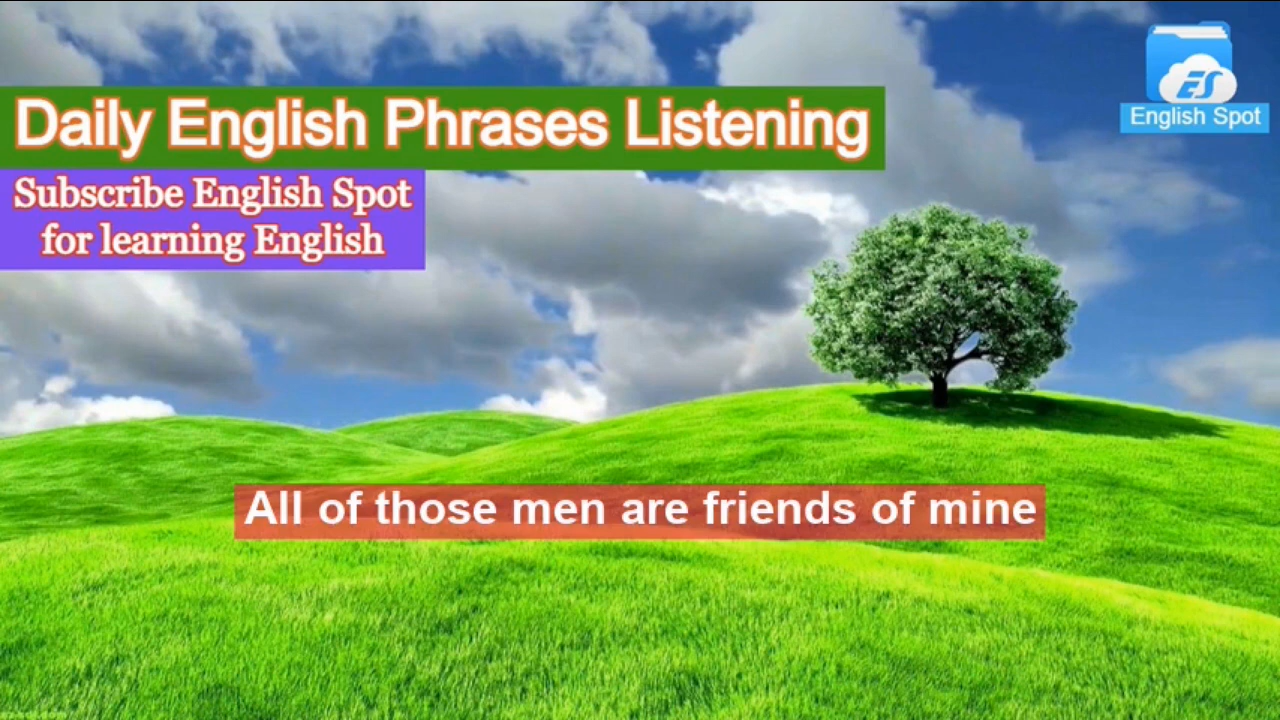 Daily English Phrases Listening
Subscribe English Spot
for learning English
ES
English Spot
All of those men are friends of mine